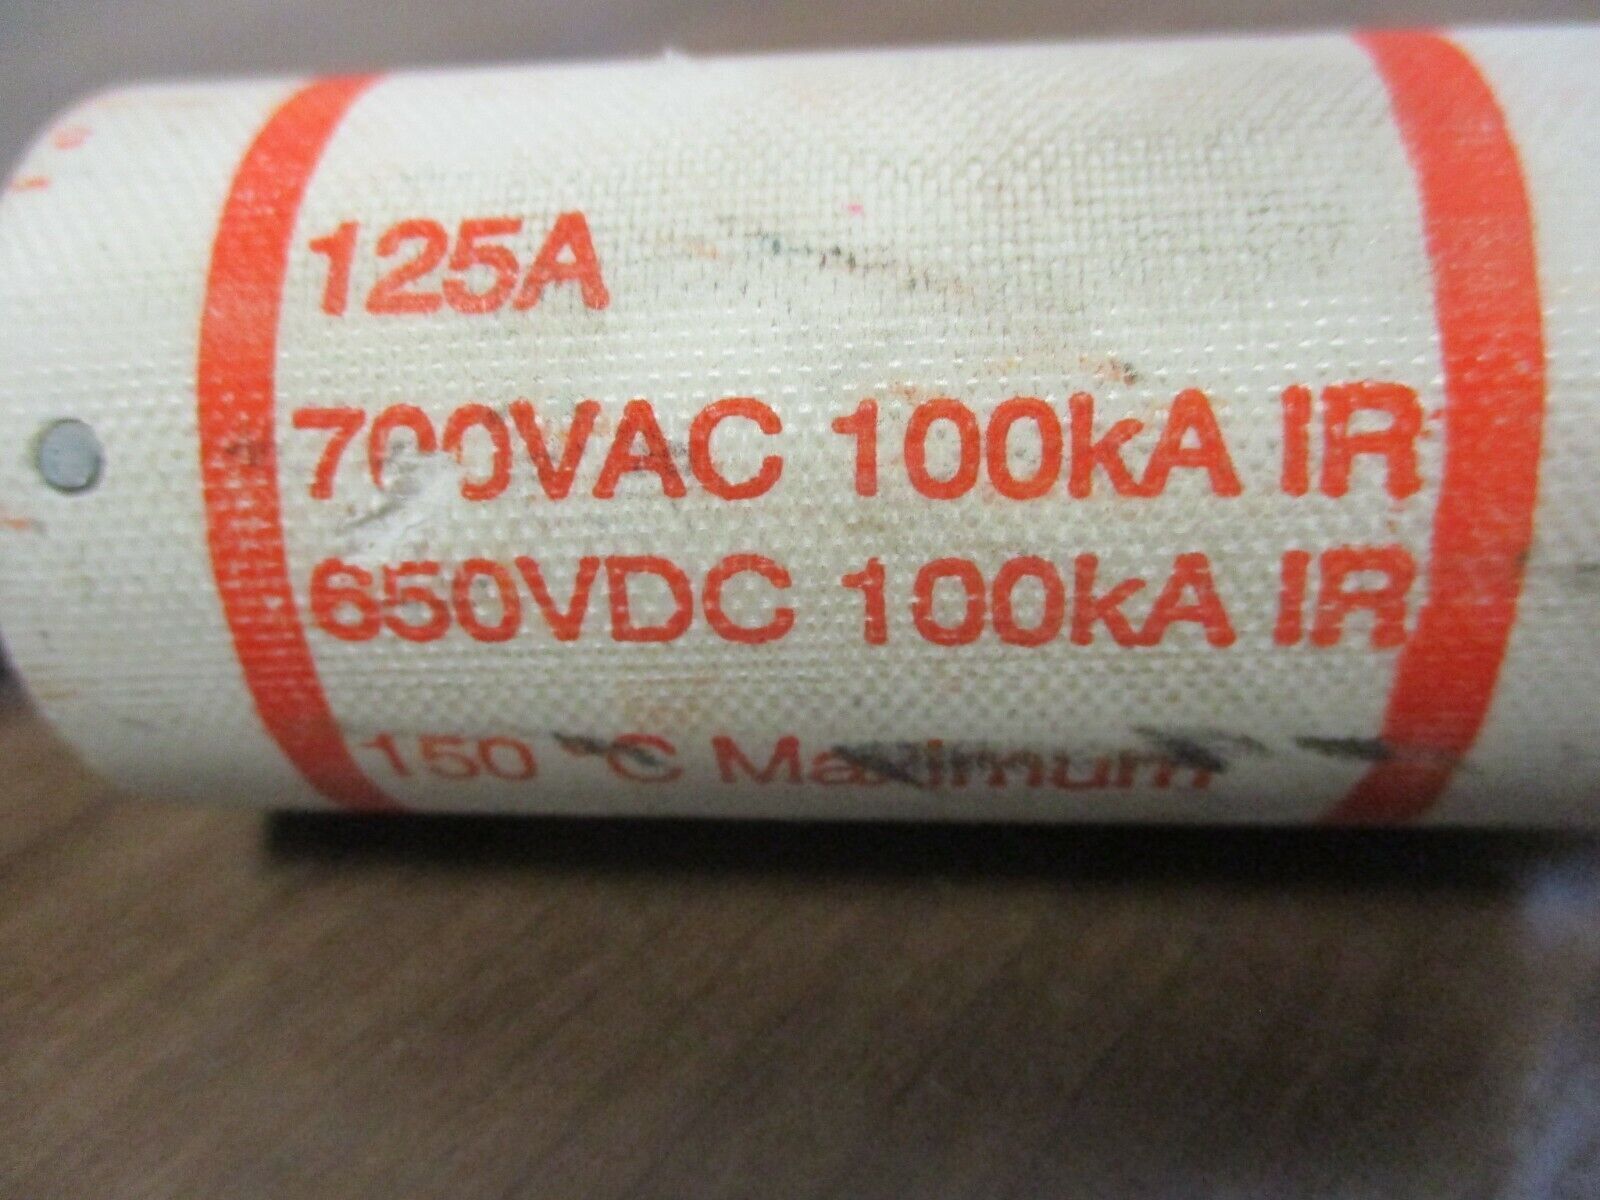 125A
700VAC 100kA IR
650VDC 100kA IR
150 °C Maximum